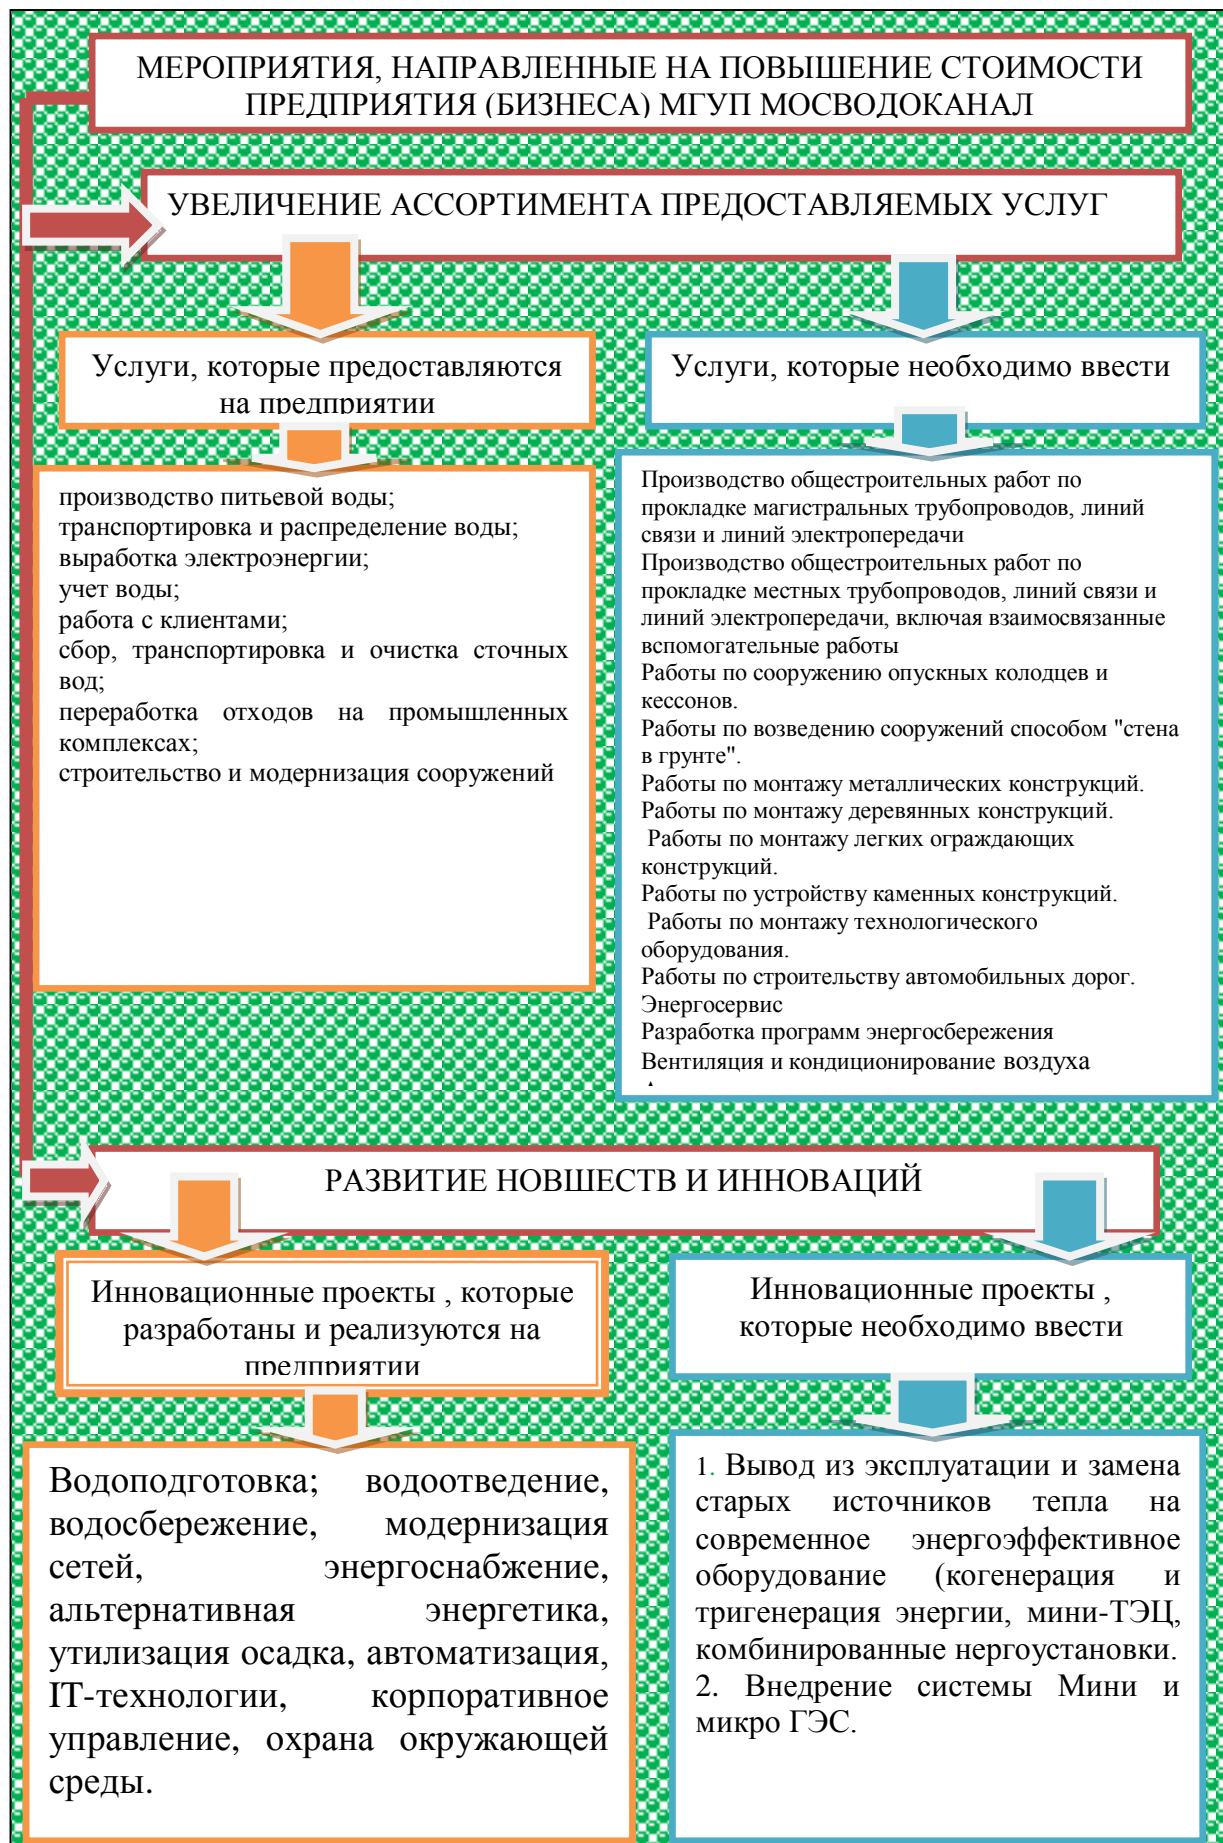 МЕРОПРИЯТИЯ, НАПРАВЛЕННЫЕ НА ПОВЫШЕНИЕ СТОИМОСТИ
ПРЕДПРИЯТИЯ (БИЗНЕСА) МГУП МОСВОДОКАНАЛ
УВЕЛИЧЕНИЕ АССОРТИМЕНТА ПРЕДОСТАВЛЯЕМЫХ УСЛУГ
Услуги, которые предоставляются
на предприятии
производство питьевой воды;
транспортировка и распределение воды;
выработка электроэнергии;
учет воды;
работа с клиентами;
сбор, транспортировка и очистка сточных
вод;
переработка отходов на промышленных
комплексах;
строительство и модернизация сооружений
Услуги, которые необходимо ввести
Производство общестроительных работ по
прокладке магистральных трубопроводов, линий
связи и линий электропередачи
Производство общестроительных работ по
прокладке местных трубопроводов, линий связи и
линий электропередачи, включая взаимосвязанные
вспомогательные работы
Работы по сооружению опускных колодцев и
кессонов.
Работы по возведению сооружений способом "стена
в грунте".
Работы по монтажу металлических конструкций.
Работы по монтажу деревянных конструкций.
Работы по монтажу легких ограждающих
конструкций.
Работы по устройству каменных конструкций.
Работы по монтажу технологического
оборудования.
Работы по строительству автомобильных дорог.
Энергосервис
Разработка программ энергосбережения
Вентиляция и кондиционирование воздуха
РАЗВИТИЕ НОВШЕСТВ И ИННОВАЦИЙ
Инновационные проекты , которые
разработаны и реализуются на
предприятии
Водоподготовка; водоотведение,
водосбережение, модернизация
сетей, энергоснабжение,
альтернативная энергетика,
утилизация осадка, автоматизация,
IT-технологии, корпоративное
управление, охрана окружающей
среды.
Инновационные проекты ,
которые необходимо ввести
1. Вывод из эксплуатации и замена
старых источников тепла на
современное энергоэффективное
оборудование (когенерация и
тригенерация энергии, мини-ТЭЦ,
комбинированные нергоустановки.
2. Внедрение системы Мини и
микро ГЭС.